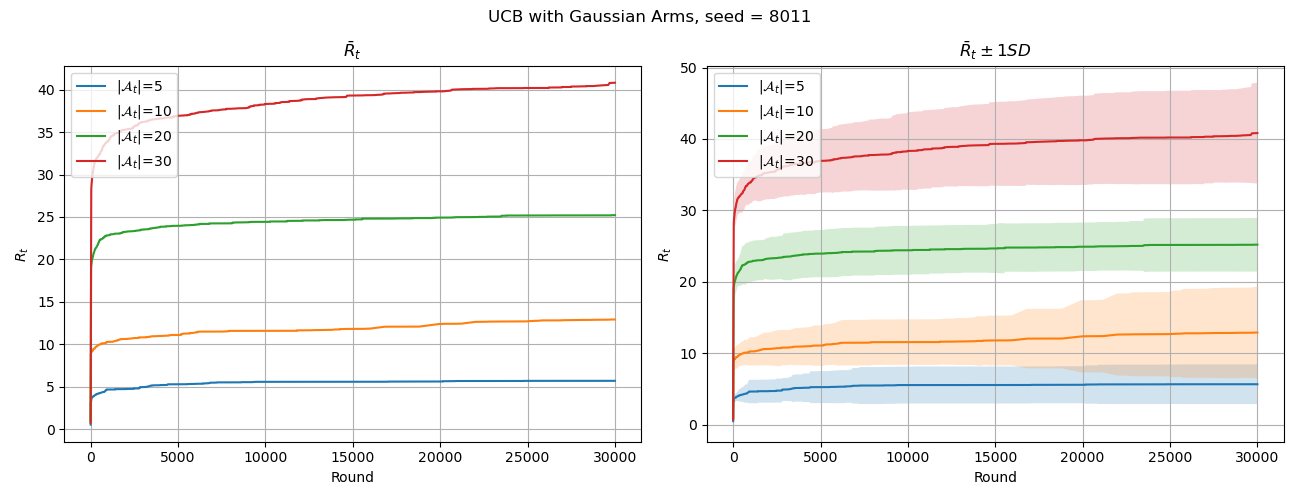 UCB with Gaussian Arms, seed = 8011
R̄ₜ
R̄ₜ ± 1SD
|𝒜ₜ|=5
|𝒜ₜ|=10
|𝒜ₜ|=20
|𝒜ₜ|=30
Rₜ
40
35
30
25
20
15
10
5
0
0 5000 10000 15000 20000 25000 30000
Round
|𝒜ₜ|=5
|𝒜ₜ|=10
|𝒜ₜ|=20
|𝒜ₜ|=30
Rₜ
50
40
30
20
10
0
0 5000 10000 15000 20000 25000 30000
Round